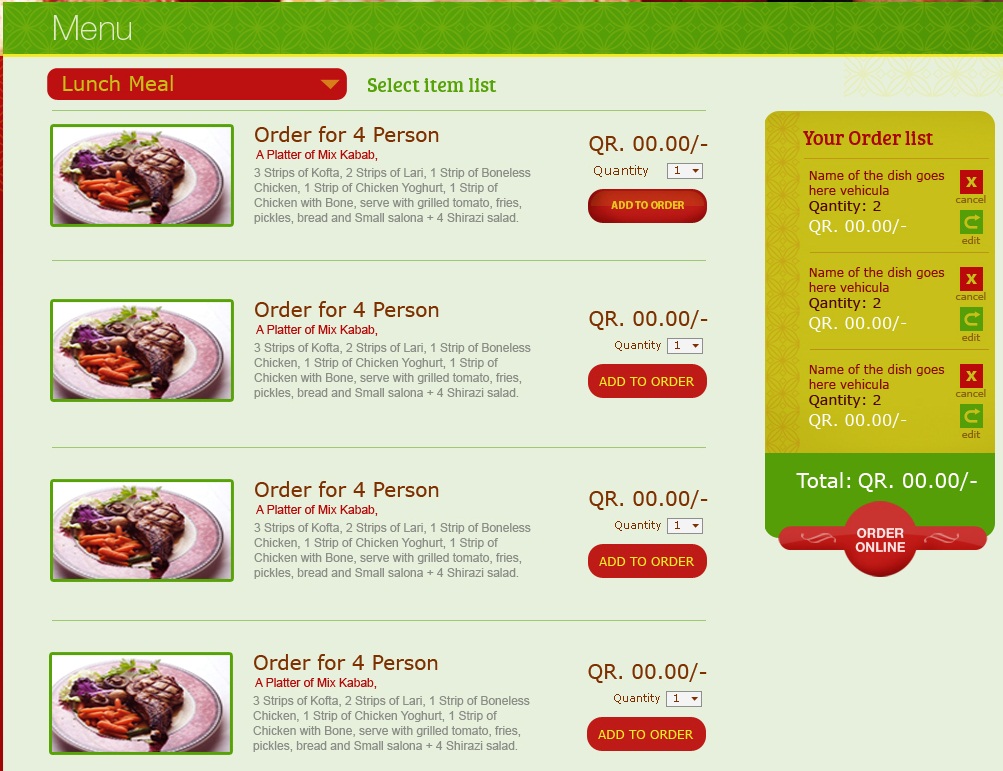 Menu
Lunch Meal
Select item list
Order for 4 Person
A Platter of Mix Kabab,
3 Strips of Kofta, 2 Strips of Lari, 1 Strip of Boneless
Chicken, 1 Strip of Chicken Yoghurt, 1 Strip of
Chicken with Bone, serve with grilled tomato, fries,
pickles, bread and Small salona + 4 Shirazi salad.
QR. 00.00/-
Quantity 1
ADD TO ORDER
Order for 4 Person
A Platter of Mix Kabab,
3 Strips of Kofta, 2 Strips of Lari, 1 Strip of Boneless
Chicken, 1 Strip of Chicken Yoghurt, 1 Strip of
Chicken with Bone, serve with grilled tomato, fries,
pickles, bread and Small salona + 4 Shirazi salad.
QR. 00.00/-
Quantity 1
ADD TO ORDER
Order for 4 Person
A Platter of Mix Kabab,
3 Strips of Kofta, 2 Strips of Lari, 1 Strip of Boneless
Chicken, 1 Strip of Chicken Yoghurt, 1 Strip of
Chicken with Bone, serve with grilled tomato, fries,
pickles, bread and Small salona + 4 Shirazi salad.
QR. 00.00/-
Quantity 1
ADD TO ORDER
Order for 4 Person
A Platter of Mix Kabab,
3 Strips of Kofta, 2 Strips of Lari, 1 Strip of Boneless
Chicken, 1 Strip of Chicken Yoghurt, 1 Strip of
Chicken with Bone, serve with grilled tomato, fries,
pickles, bread and Small salona + 4 Shirazi salad.
QR. 00.00/-
Quantity 1
ADD TO ORDER
Your Order list
Name of the dish goes
here vehicula
Qantity: 2
QR. 00.00/-
X
cancel
edit
Name of the dish goes
here vehicula
Qantity: 2
QR. 00.00/-
X
cancel
edit
Name of the dish goes
here vehicula
Qantity: 2
QR. 00.00/-
X
cancel
edit
Total: QR. 00.00/-
ORDER
ONLINE